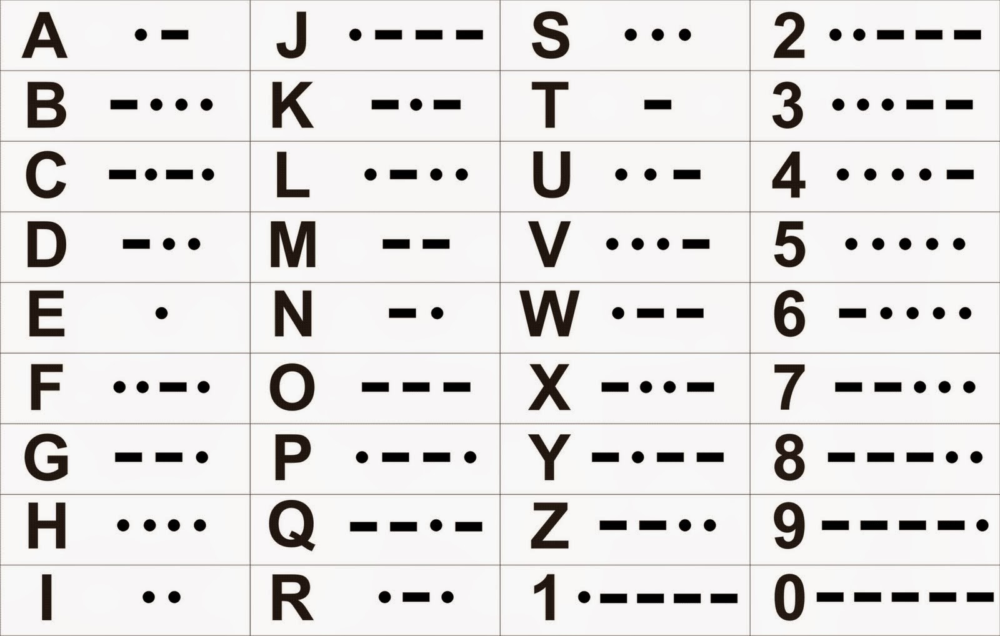 A • – J • – – – S • • • 2 • • – – –
B – • • • K – • – T – 3 • • • – –
C – • – • L • – • • U • • – 4 • • • • –
D – • • M – – V • • • – 5 • • • • •
E • N – • W • – – 6 – • • • •
F • • – • O – – – X – • • – 7 – – • • •
G – – • P • – – • Y – • – – 8 – – – • •
H • • • • Q – – • – Z – – • • 9 – – – – •
I • • R • – • 1 • – – – – 0 – – – – –